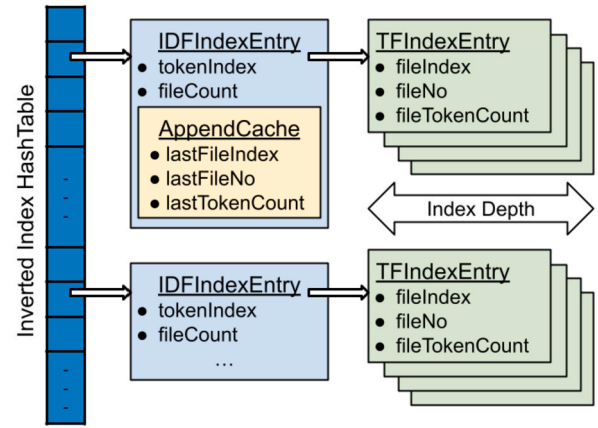 Inverted Index HashTable
IDFIndexEntry
● tokenIndex
● fileCount
AppendCache
● lastFileIndex
● lastFileNo
● lastTokenCount
TFIndexEntry
● fileIndex
● fileNo
● fileTokenCount
Index Depth
IDFIndexEntry
● tokenIndex
● fileCount
...
TFIndexEntry
● fileIndex
● fileNo
● fileTokenCount